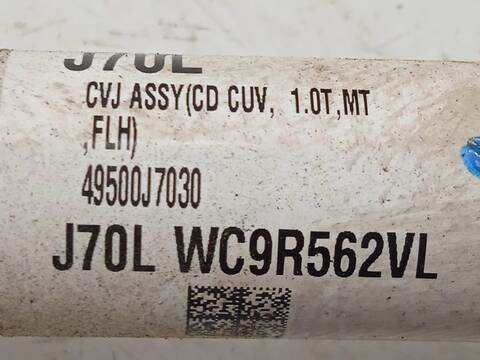 J70L
CVJ ASSY(CD CUV, 1.0T,MT
,FLH)
49500J7030
J70L WC9R562VL